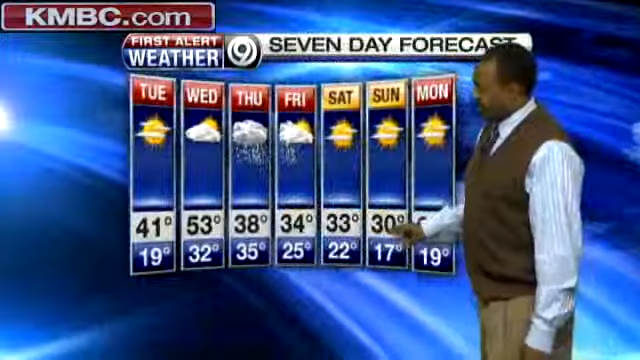 KMBC.com
FIRST ALERT
WEATHER 9 SEVEN DAY FORECAST
TUE WED THU FRI SAT SUN MON
41° 53° 38° 34° 33° 30°
19° 32° 35° 25° 22° 17° 19°